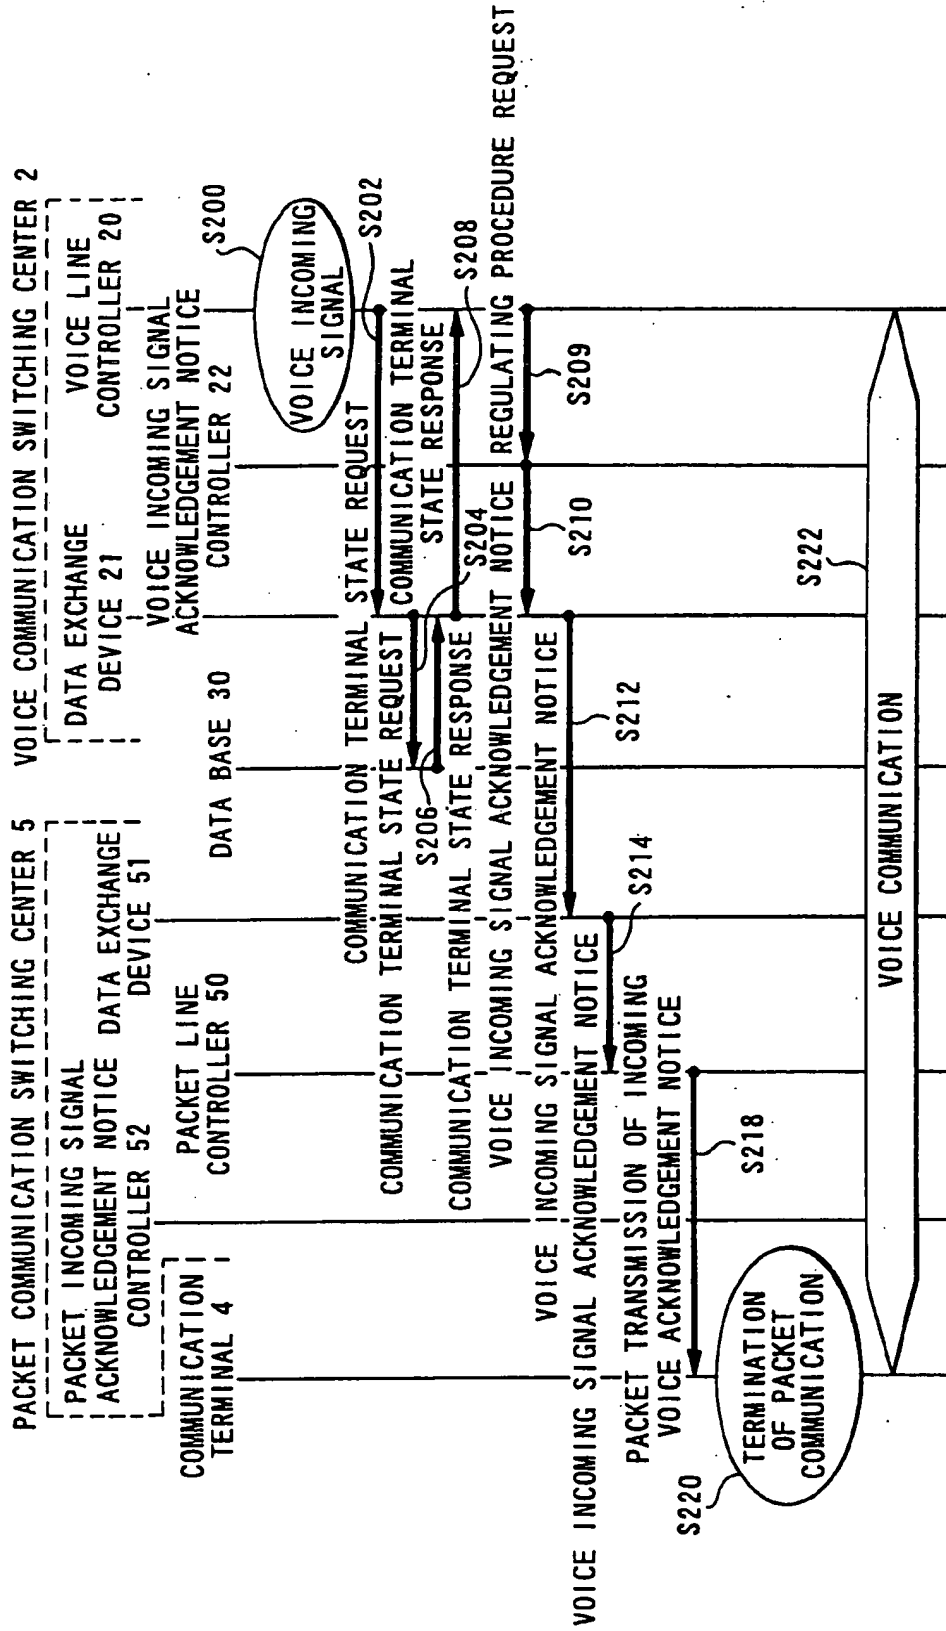 PACKET COMMUNICATION SWITCHING CENTER 5
VOICE COMMUNICATION SWITCHING CENTER 2
PACKET INCOMING SIGNAL
ACKNOWLEDGEMENT NOTICE
CONTROLLER 52
DATA EXCHANGE
DEVICE 51
DATA EXCHANGE
DEVICE 21
VOICE LINE
CONTROLLER 20
COMMUNICATION
TERMINAL 4
PACKET LINE
CONTROLLER 50
DATA BASE 30
VOICE INCOMING SIGNAL
ACKNOWLEDGEMENT NOTICE
CONTROLLER 22
S200
VOICE INCOMING
SIGNAL
COMMUNICATION TERMINAL STATE REQUEST
S202
COMMUNICATION TERMINAL STATE REQUEST
COMMUNICATION TERMINAL
STATE RESPONSE
S206
S204
S208
COMMUNICATION TERMINAL STATE RESPONSE
VOICE INCOMING SIGNAL ACKNOWLEDGEMENT NOTICE REGULATING PROCEDURE REQUEST
S210
S209
VOICE INCOMING SIGNAL ACKNOWLEDGEMENT NOTICE
S212
VOICE INCOMING SIGNAL ACKNOWLEDGEMENT NOTICE
S214
PACKET TRANSMISSION OF INCOMING
VOICE ACKNOWLEDGEMENT NOTICE
S218
S220
TERMINATION
OF PACKET
COMMUNICATION
S222
VOICE COMMUNICATION